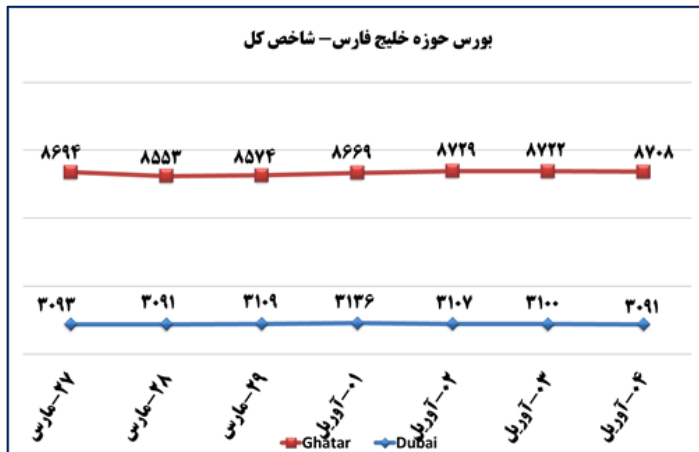 بورس حوزه خلیج فارس– شاخص کل
۸۶۹۴ ۸۵۵۳ ۸۵۷۴ ۸۶۶۹ ۸۷۲۹ ۸۷۲۲ ۸۷۰۸
۳۰۹۳ ۳۰۹۱ ۳۱۰۹ ۳۱۳۶ ۳۱۰۷ ۳۱۰۰ ۳۰۹۱
۲۷-مارس ۲۸-مارس ۲۹-مارس ۰۱-آوریل ۰۲-آوریل ۰۳-آوریل ۰۴-آوریل
Ghatar Dubai